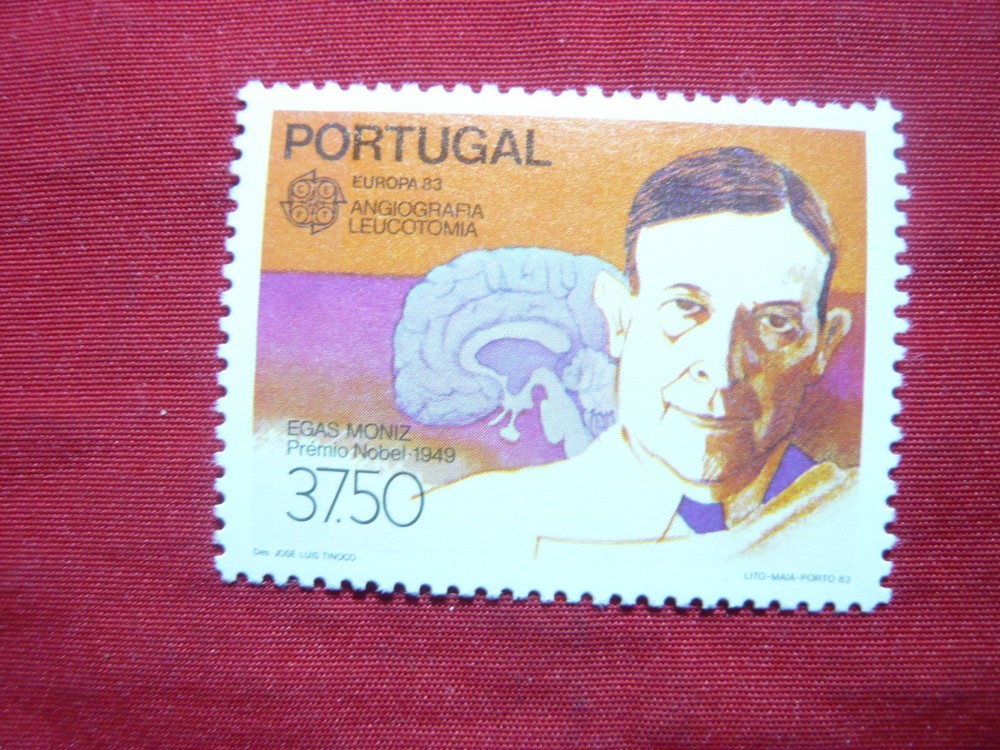 PORTUGAL
EUROPA 83
CEPT
ANGIOGRAFIA
LEUCOTOMIA
EGAS MONIZ
Prémio Nobel-1949
37.50
Des. JOSÉ LUIS TINOCO
LITO-MAIA-PORTO 83